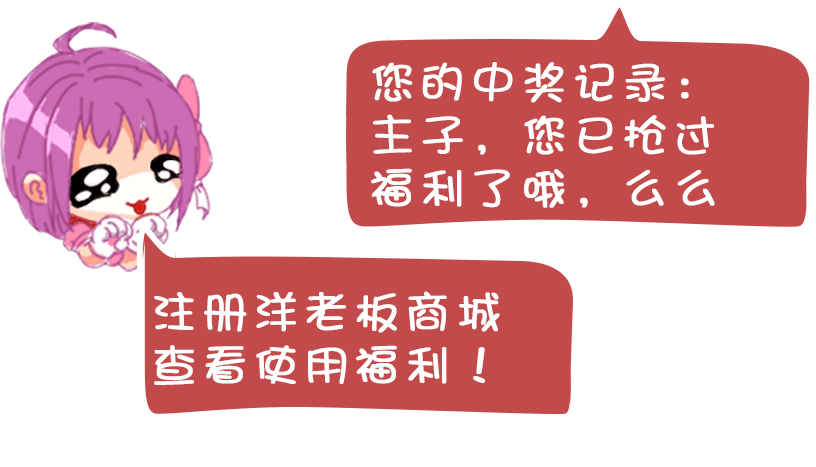 您的中奖记录：
主子，您已抢过
福利了哦，么么
注册洋老板商城
查看使用福利！